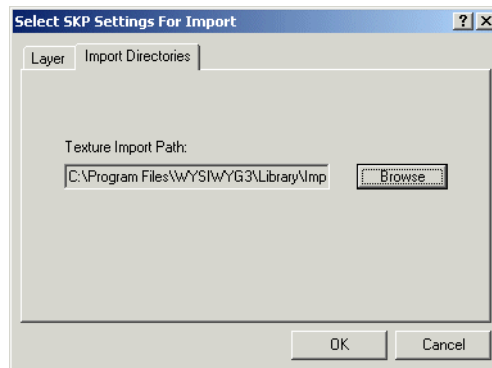 Select SKP Settings For Import
Layer Import Directories
Texture Import Path:
C:\Program Files\WYSIWYG3\Library\Imp Browse
OK Cancel